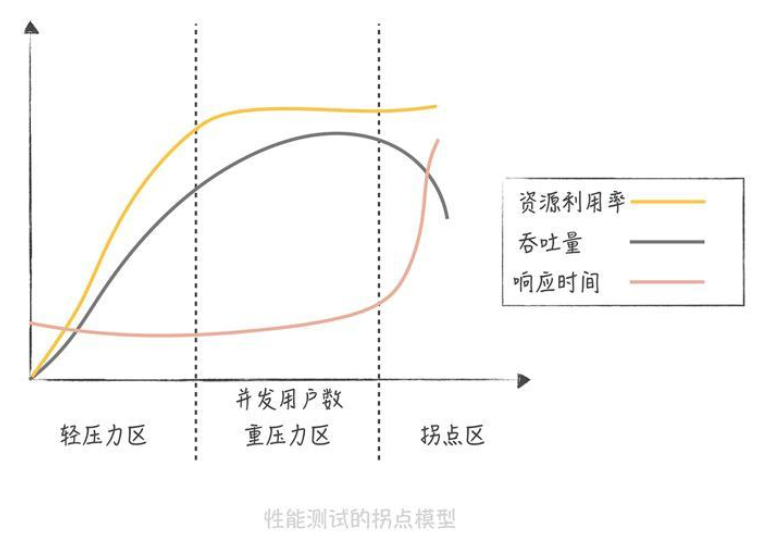 资源利用率
吞吐量
响应时间
并发用户数
轻压力区
重压力区
拐点区
性能测试的拐点模型